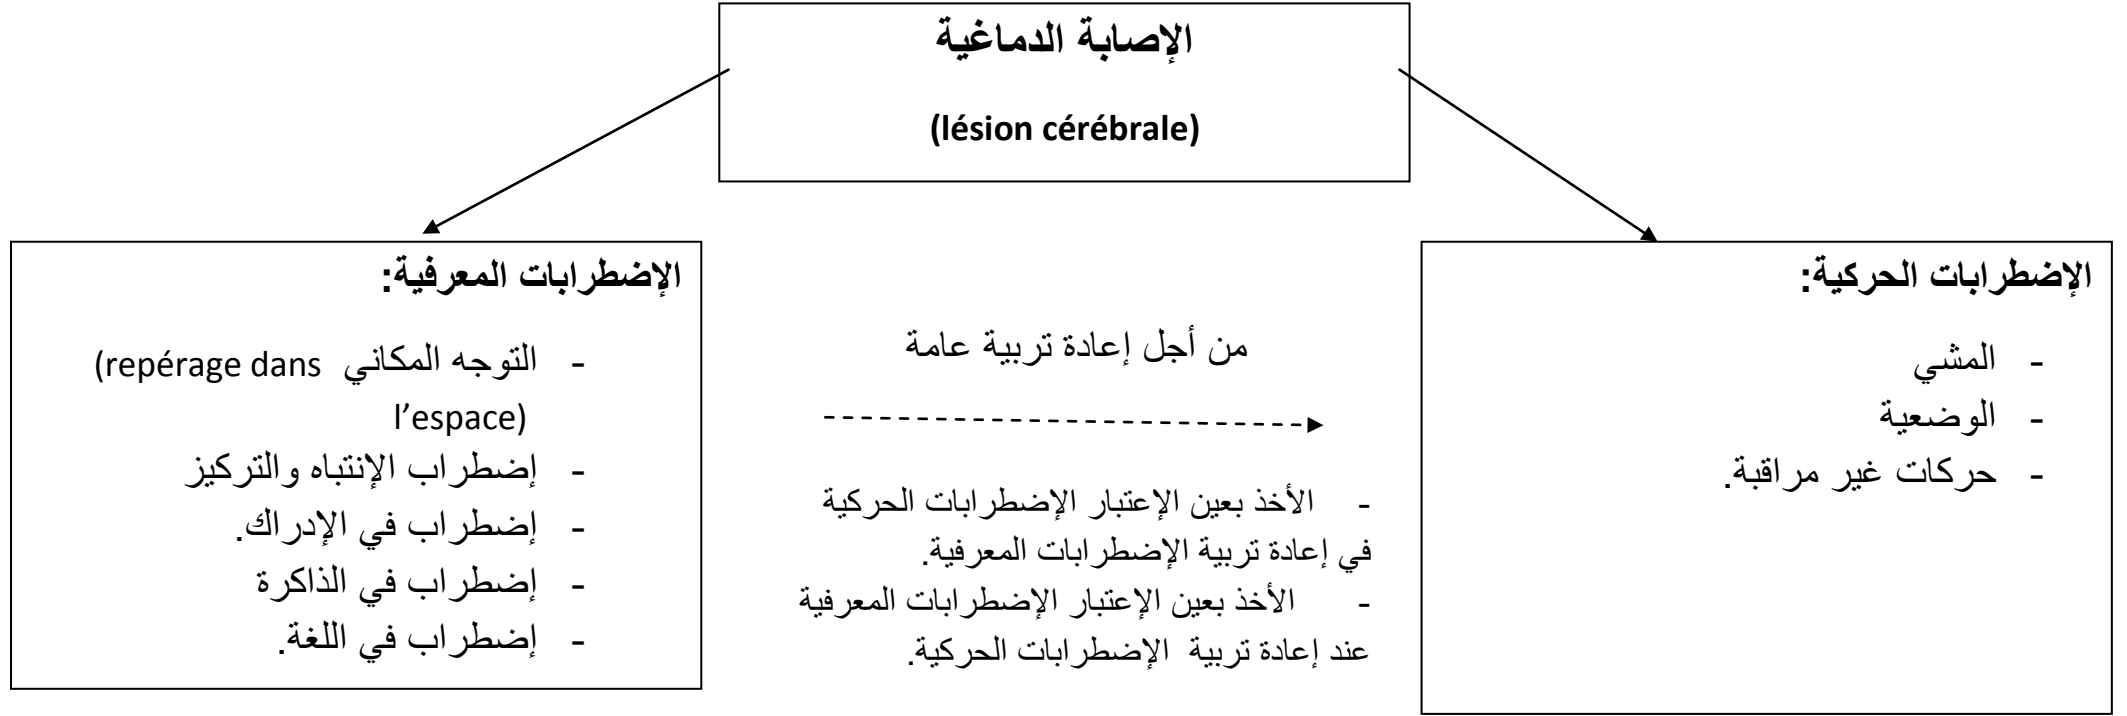 الإصابة الدماغية
(lésion cérébrale)
الإضطرابات الحركية:
- المشي
- الوضعية
- حركات غير مراقبة.
من أجل إعادة تربية عامة
- الأخذ بعين الإعتبار الإضطرابات الحركية
في إعادة تربية الإضطرابات المعرفية.
- الأخذ بعين الإعتبار الإضطرابات المعرفية
عند إعادة تربية الإضطرابات الحركية.
الإضطرابات المعرفية:
- التوجه المكاني (repérage dans
l’espace)
- إضطراب الإنتباه والتركيز
- إضطراب في الإدراك.
- إضطراب في الذاكرة
- إضطراب في اللغة.